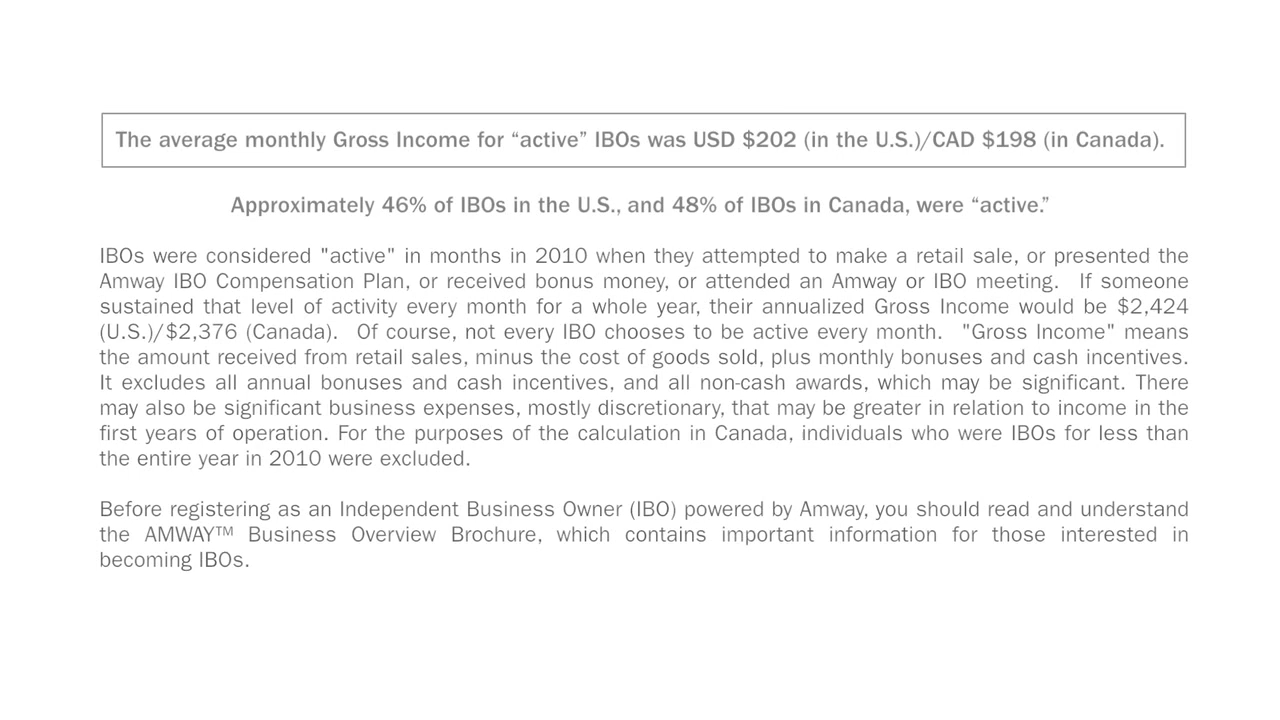 The average monthly Gross Income for “active” IBOs was USD $202 (in the U.S.)/CAD $198 (in Canada).
Approximately 46% of IBOs in the U.S., and 48% of IBOs in Canada, were “active.”
IBOs were considered "active" in months in 2010 when they attempted to make a retail sale, or presented the
Amway IBO Compensation Plan, or received bonus money, or attended an Amway or IBO meeting.  If someone
sustained that level of activity every month for a whole year, their annualized Gross Income would be $2,424
(U.S.)/$2,376 (Canada).  Of course, not every IBO chooses to be active every month.  "Gross Income" means
the amount received from retail sales, minus the cost of goods sold, plus monthly bonuses and cash incentives.
It excludes all annual bonuses and cash incentives, and all non-cash awards, which may be significant. There
may also be significant business expenses, mostly discretionary, that may be greater in relation to income in the
first years of operation. For the purposes of the calculation in Canada, individuals who were IBOs for less than
the entire year in 2010 were excluded.
Before registering as an Independent Business Owner (IBO) powered by Amway, you should read and understand
the AMWAY™ Business Overview Brochure, which contains important information for those interested in
becoming IBOs.